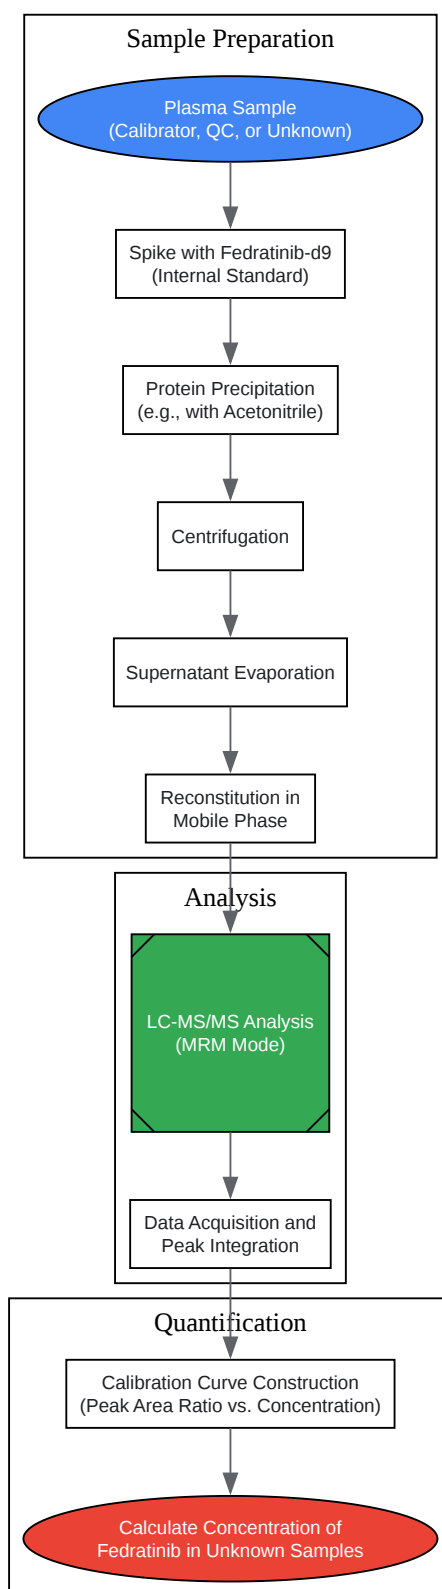 Sample Preparation
Plasma Sample
(Calibrator, QC, or Unknown)
Spike with Fedratinib-d9
(Internal Standard)
Protein Precipitation
(e.g., with Acetonitrile)
Centrifugation
Supernatant Evaporation
Reconstitution in
Mobile Phase
Analysis
LC-MS/MS Analysis
(MRM Mode)
Data Acquisition and
Peak Integration
Quantification
Calibration Curve Construction
(Peak Area Ratio vs. Concentration)
Calculate Concentration of
Fedratinib in Unknown Samples